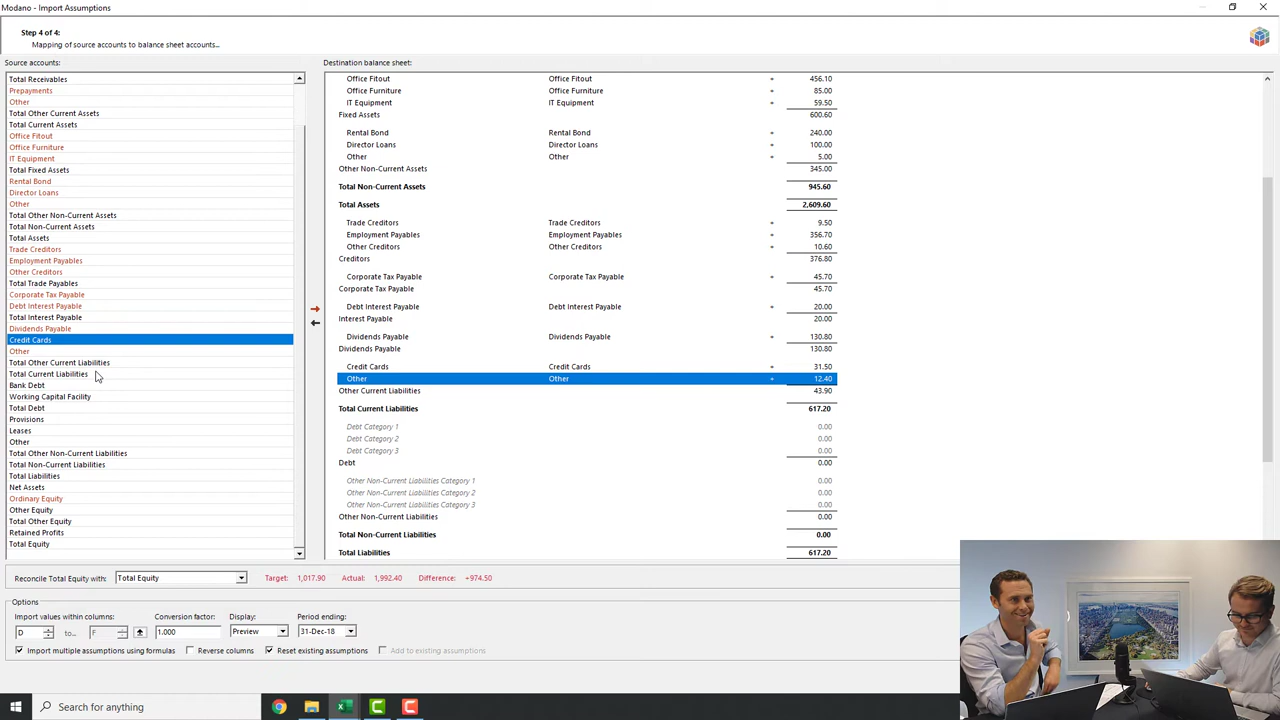 Modano - Import Assumptions
Step 4 of 4:
Mapping of source accounts to balance sheet accounts...
Source accounts:
Total Receivables
Prepayments
Other
Total Other Current Assets
Total Current Assets
Office Fitout
Office Furniture
IT Equipment
Total Fixed Assets
Rental Bond
Director Loans
Other
Total Other Non-Current Assets
Total Non-Current Assets
Total Assets
Trade Creditors
Employment Payables
Other Creditors
Total Trade Payables
Corporate Tax Payable
Debt Interest Payable
Total Interest Payable
Dividends Payable
Credit Cards
Other
Total Other Current Liabilities
Total Current Liabilities
Bank Debt
Working Capital Facility
Total Debt
Provisions
Leases
Other
Total Other Non-Current Liabilities
Total Non-Current Liabilities
Total Liabilities
Net Assets
Ordinary Equity
Other Equity
Total Other Equity
Retained Profits
Total Equity
Destination balance sheet:
Office Fitout Office Fitout = 456.10
Office Furniture Office Furniture = 85.00
IT Equipment IT Equipment = 59.50
Fixed Assets 600.60
Rental Bond Rental Bond = 240.00
Director Loans Director Loans = 100.00
Other Other = 5.00
Other Non-Current Assets 345.00
Total Non-Current Assets 945.60
Total Assets 2,609.60
Trade Creditors Trade Creditors = 9.50
Employment Payables Employment Payables = 356.70
Other Creditors Other Creditors = 10.60
Creditors 376.80
Corporate Tax Payable Corporate Tax Payable = 45.70
Corporate Tax Payable 45.70
Debt Interest Payable Debt Interest Payable = 20.00
Interest Payable 20.00
Dividends Payable Dividends Payable = 130.80
Dividends Payable 130.80
Credit Cards Credit Cards = 31.50
Other Other = 12.40
Other Current Liabilities 43.90
Total Current Liabilities 617.20
Debt Category 1 0.00
Debt Category 2 0.00
Debt Category 3 0.00
Debt 0.00
Other Non-Current Liabilities Category 1 0.00
Other Non-Current Liabilities Category 2 0.00
Other Non-Current Liabilities Category 3 0.00
Other Non-Current Liabilities 0.00
Total Non-Current Liabilities 0.00
Total Liabilities 617.20
Reconcile Total Equity with: Total Equity Target: 1,017.90 Actual: 1,992.40 Difference: +974.50
Options
Import values within columns: Conversion factor: Display: Period ending:
D to... F 1.000 Preview 31-Dec-18
Import multiple assumptions using formulas Reverse columns Reset existing assumptions Add to existing assumptions
Search for anything